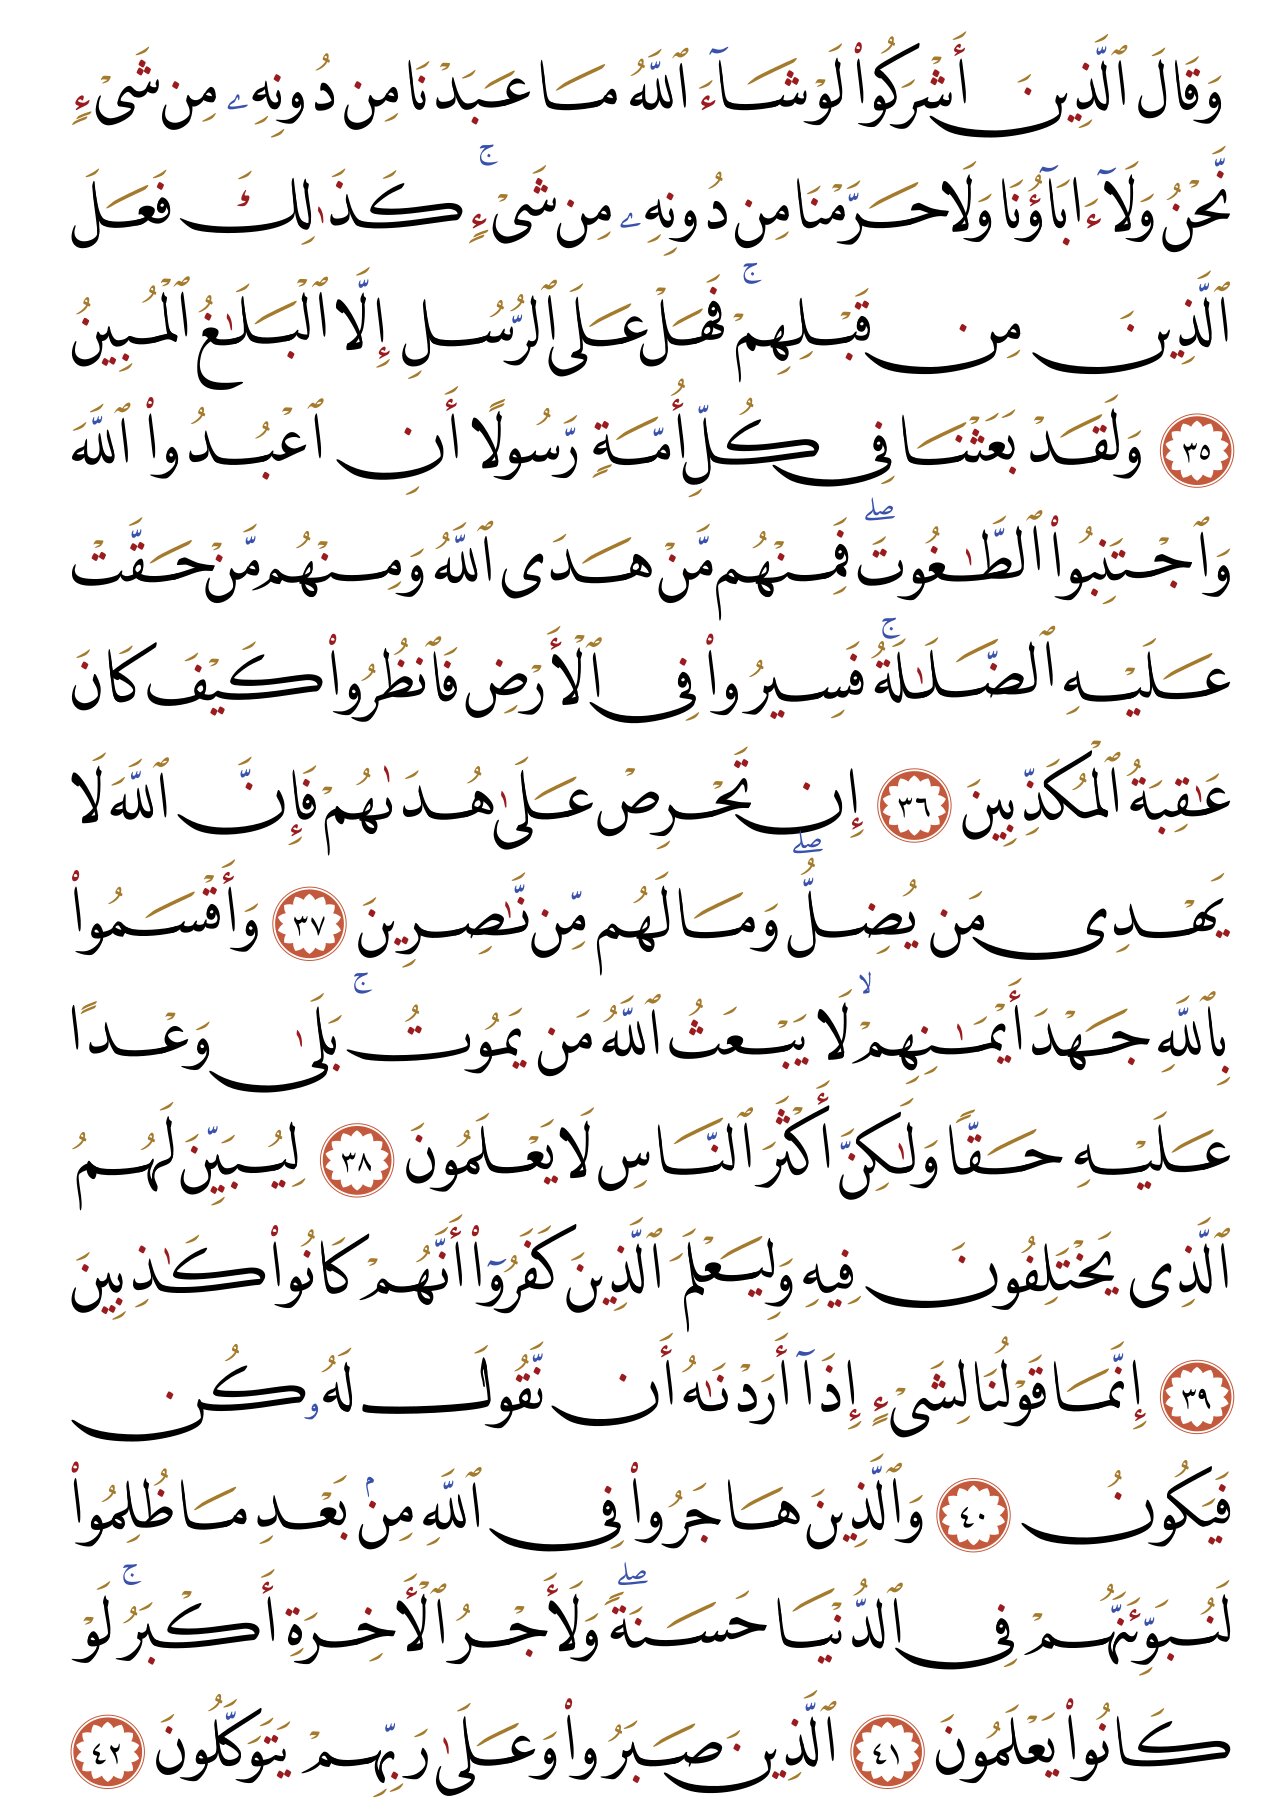 وَقَالَ ٱلَّذِينَ أَشْرَكُوا۟ لَوْ شَآءَ ٱللَّهُ مَا عَبَدْنَا مِن دُونِهِۦ مِن شَىْءٍ
نَّحْنُ وَلَآ ءَابَآؤُنَا وَلَا حَرَّمْنَا مِن دُونِهِۦ مِن شَىْءٍ ۚ كَذَٰلِكَ فَعَلَ
ٱلَّذِينَ مِن قَبْلِهِمْ ۚ فَهَلْ عَلَى ٱلرُّسُلِ إِلَّا ٱلْبَلَـٰغُ ٱلْمُبِينُ
٣٥ وَلَقَدْ بَعَثْنَا فِى كُلِّ أُمَّةٍ رَّسُولًا أَنِ ٱعْبُدُوا۟ ٱللَّهَ
وَٱجْتَنِبُوا۟ ٱلطَّـٰغُوتَ ۖ فَمِنْهُم مَّنْ هَدَى ٱللَّهُ وَمِنْهُم مَّنْ حَقَّتْ
عَلَيْهِ ٱلضَّلَـٰلَةُ ۚ فَسِيرُوا۟ فِى ٱلْأَرْضِ فَٱنظُرُوا۟ كَيْفَ كَانَ
عَـٰقِبَةُ ٱلْمُكَذِّبِينَ ٣٦ إِن تَحْرِصْ عَلَىٰ هُدَىٰهُمْ فَإِنَّ ٱللَّهَ لَا
يَهْدِى مَن يُضِلُّ ۖ وَمَا لَهُم مِّن نَّـٰصِرِينَ ٣٧ وَأَقْسَمُوا۟
بِٱللَّهِ جَهْدَ أَيْمَـٰنِهِمْ ۙ لَا يَبْعَثُ ٱللَّهُ مَن يَمُوتُ ۚ بَلَىٰ وَعْدًا
عَلَيْهِ حَقًّا وَلَـٰكِنَّ أَكْثَرَ ٱلنَّاسِ لَا يَعْلَمُونَ ٣٨ لِيُبَيِّنَ لَهُمُ
ٱلَّذِى يَخْتَلِفُونَ فِيهِ وَلِيَعْلَمَ ٱلَّذِينَ كَفَرُوٓا۟ أَنَّهُمْ كَانُوا۟ كَـٰذِبِينَ
٣٩ إِنَّمَا قَوْلُنَا لِشَىْءٍ إِذَآ أَرَدْنَـٰهُ أَن نَّقُولَ لَهُۥ كُن
فَيَكُونُ ٤٠ وَٱلَّذِينَ هَاجَرُوا۟ فِى ٱللَّهِ مِنۢ بَعْدِ مَا ظُلِمُوا۟
لَنُبَوِّئَنَّهُمْ فِى ٱلدُّنْيَا حَسَنَةً ۖ وَلَأَجْرُ ٱلْأَخِرَةِ أَكْبَرُ ۚ لَوْ
كَانُوا۟ يَعْلَمُونَ ٤١ ٱلَّذِينَ صَبَرُوا۟ وَعَلَىٰ رَبِّهِمْ يَتَوَكَّلُونَ ٤٢